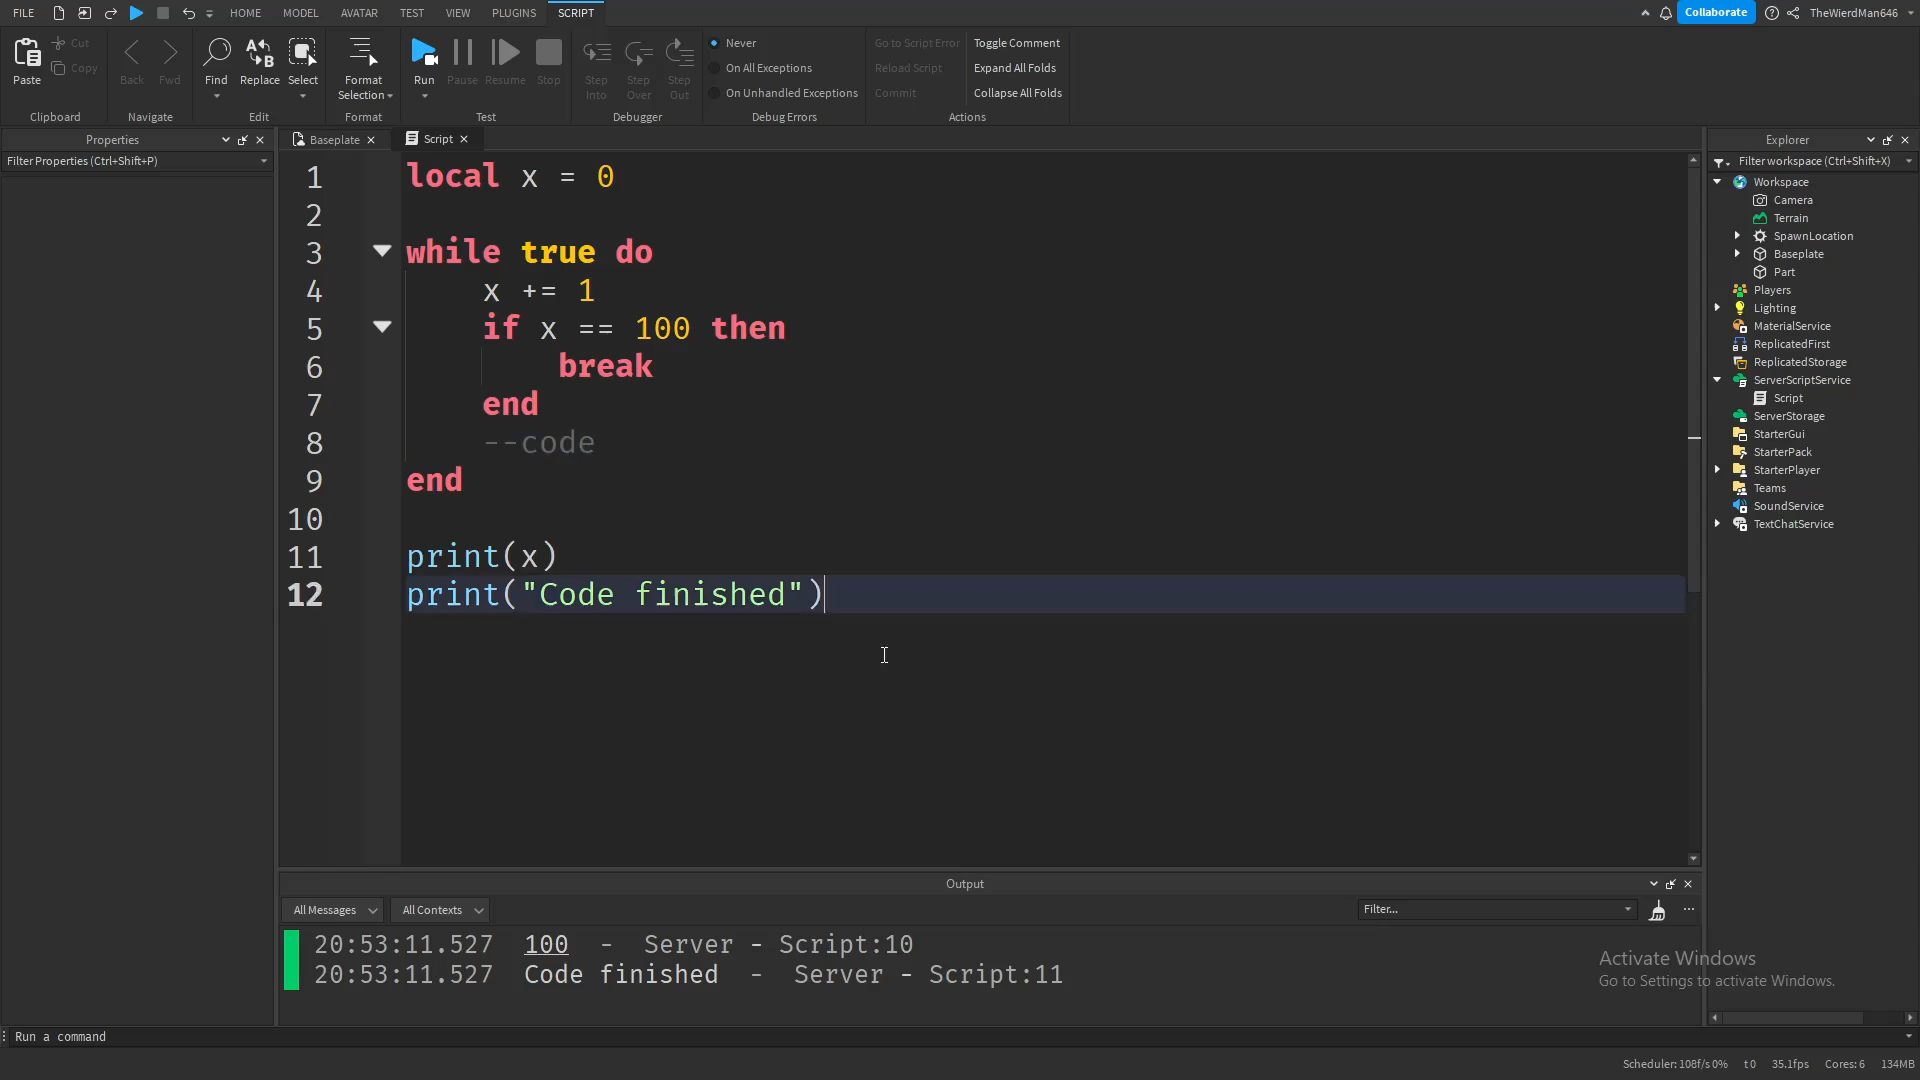 FILE HOME MODEL AVATAR TEST VIEW PLUGINS SCRIPT Collaborate TheWierdMan646
Paste Cut Copy Back Fwd Find Replace Select Format Selection Run Pause Resume Stop Step Into Step Over Step Out
Never
On All Exceptions
On Unhandled Exceptions
Go to Script Error
Reload Script
Commit
Toggle Comment
Expand All Folds
Collapse All Folds
Clipboard Navigate Edit Format Test Debugger Debug Errors Actions
Properties
Filter Properties (Ctrl+Shift+P)
Baseplate Script
1 local x = 0
2
3 while true do
4 x += 1
5 if x == 100 then
6 break
7 end
8 --code
9 end
10
11 print(x)
12 print("Code finished")
Explorer
Filter workspace (Ctrl+Shift+X)
Workspace
Camera
Terrain
SpawnLocation
Baseplate
Part
Players
Lighting
MaterialService
ReplicatedFirst
ReplicatedStorage
ServerScriptService
Script
ServerStorage
StarterGui
StarterPack
StarterPlayer
Teams
SoundService
TextChatService
Output
All Messages All Contexts Filter...
20:53:11.527 100 - Server - Script:10
20:53:11.527 Code finished - Server - Script:11
Activate Windows
Go to Settings to activate Windows.
Run a command
Scheduler: 108f/s 0% t 0 35.1fps Cores: 6 134MB